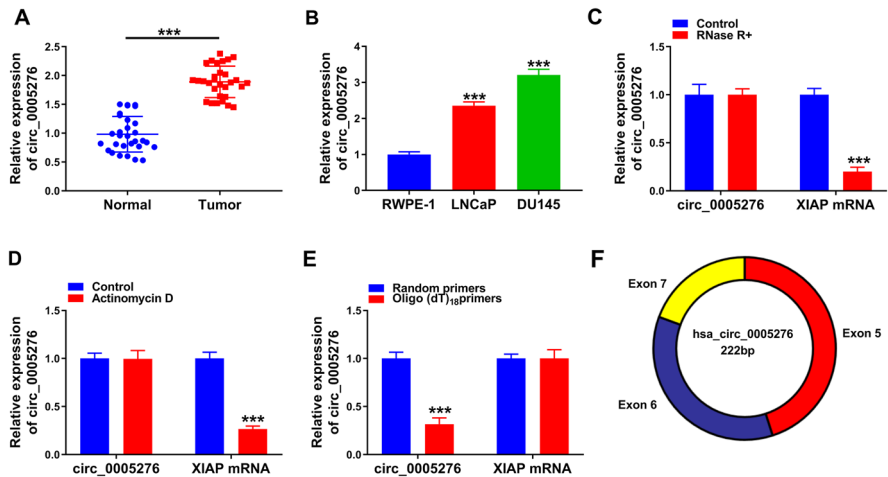 A
***
Relative expression
of circ_0005276
2.5
2.0
1.5
1.0
0.5
0.0
Normal
Tumor
B
Relative expression
of circ_0005276
4
3
2
1
0
***
***
RWPE-1
LNCaP
DU145
C
Control
RNase R+
Relative expression
of circ_0005276
1.5
1.0
0.5
0.0
***
circ_0005276
XIAP mRNA
D
Control
Actinomycin D
Relative expression
of circ_0005276
1.5
1.0
0.5
0.0
***
circ_0005276
XIAP mRNA
E
Random primers
Oligo (dT)18primers
Relative expression
of circ_0005276
1.5
1.0
0.5
0.0
***
circ_0005276
XIAP mRNA
F
Exon 7
Exon 5
Exon 6
hsa_circ_0005276
222bp